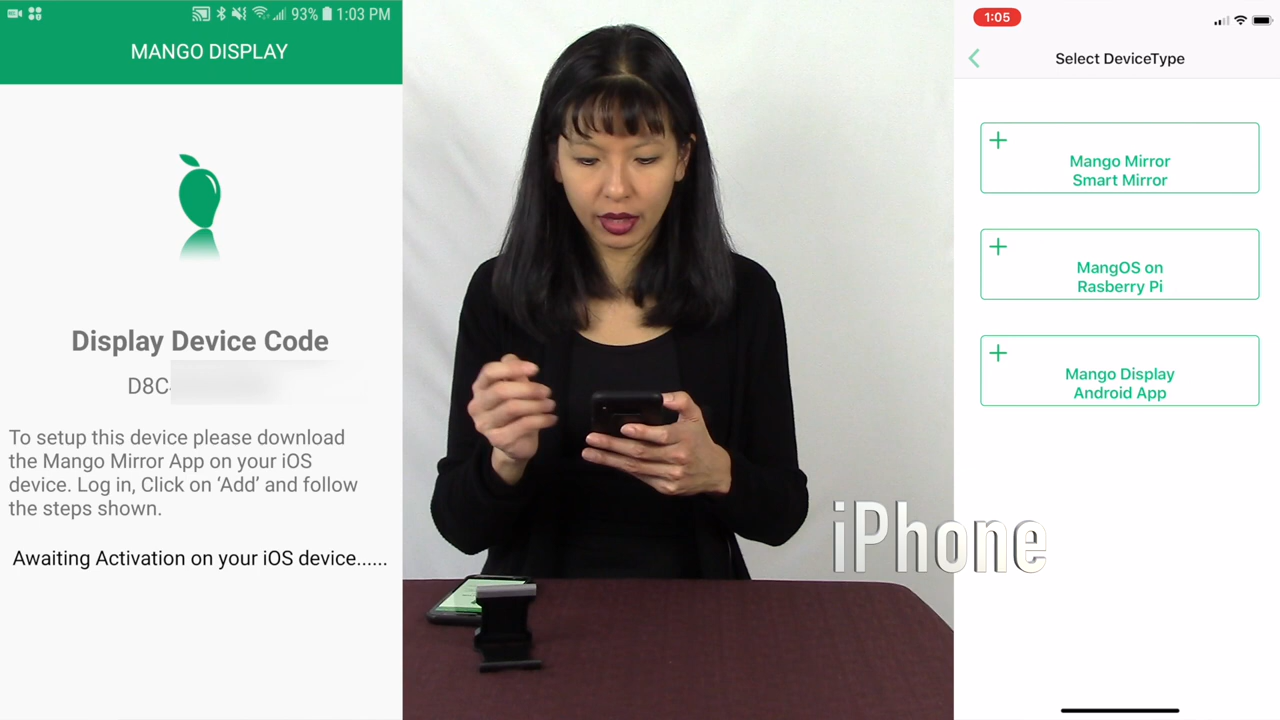 93% 1:03 PM
MANGO DISPLAY
Display Device Code
D8C
To setup this device please download
the Mango Mirror App on your iOS
device. Log in, Click on ‘Add’ and follow
the steps shown.
Awaiting Activation on your iOS device......
iPhone
1:05
Select DeviceType
Mango Mirror
Smart Mirror
MangOS on
Rasberry Pi
Mango Display
Android App